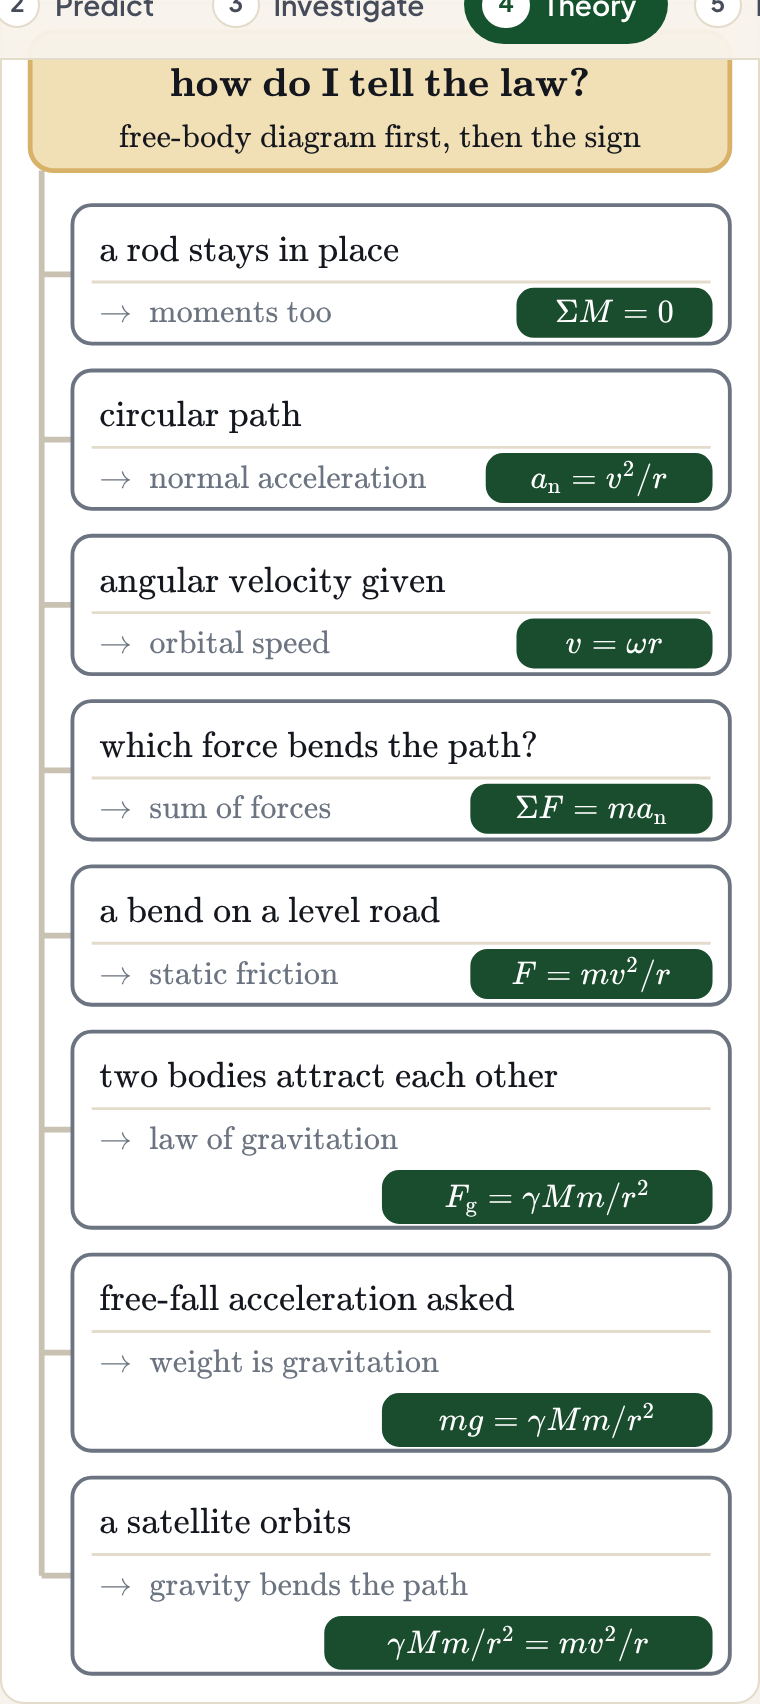 2 Predict 3 Investigate 4 Theory 5
how do I tell the law?
free-body diagram first, then the sign
a rod stays in place
→ moments too ΣM = 0
circular path
→ normal acceleration aₙ = v²/r
angular velocity given
→ orbital speed v = ωr
which force bends the path?
→ sum of forces ΣF = maₙ
a bend on a level road
→ static friction F = mv²/r
two bodies attract each other
→ law of gravitation
F_g = γMm/r²
free-fall acceleration asked
→ weight is gravitation
mg = γMm/r²
a satellite orbits
→ gravity bends the path
γMm/r² = mv²/r